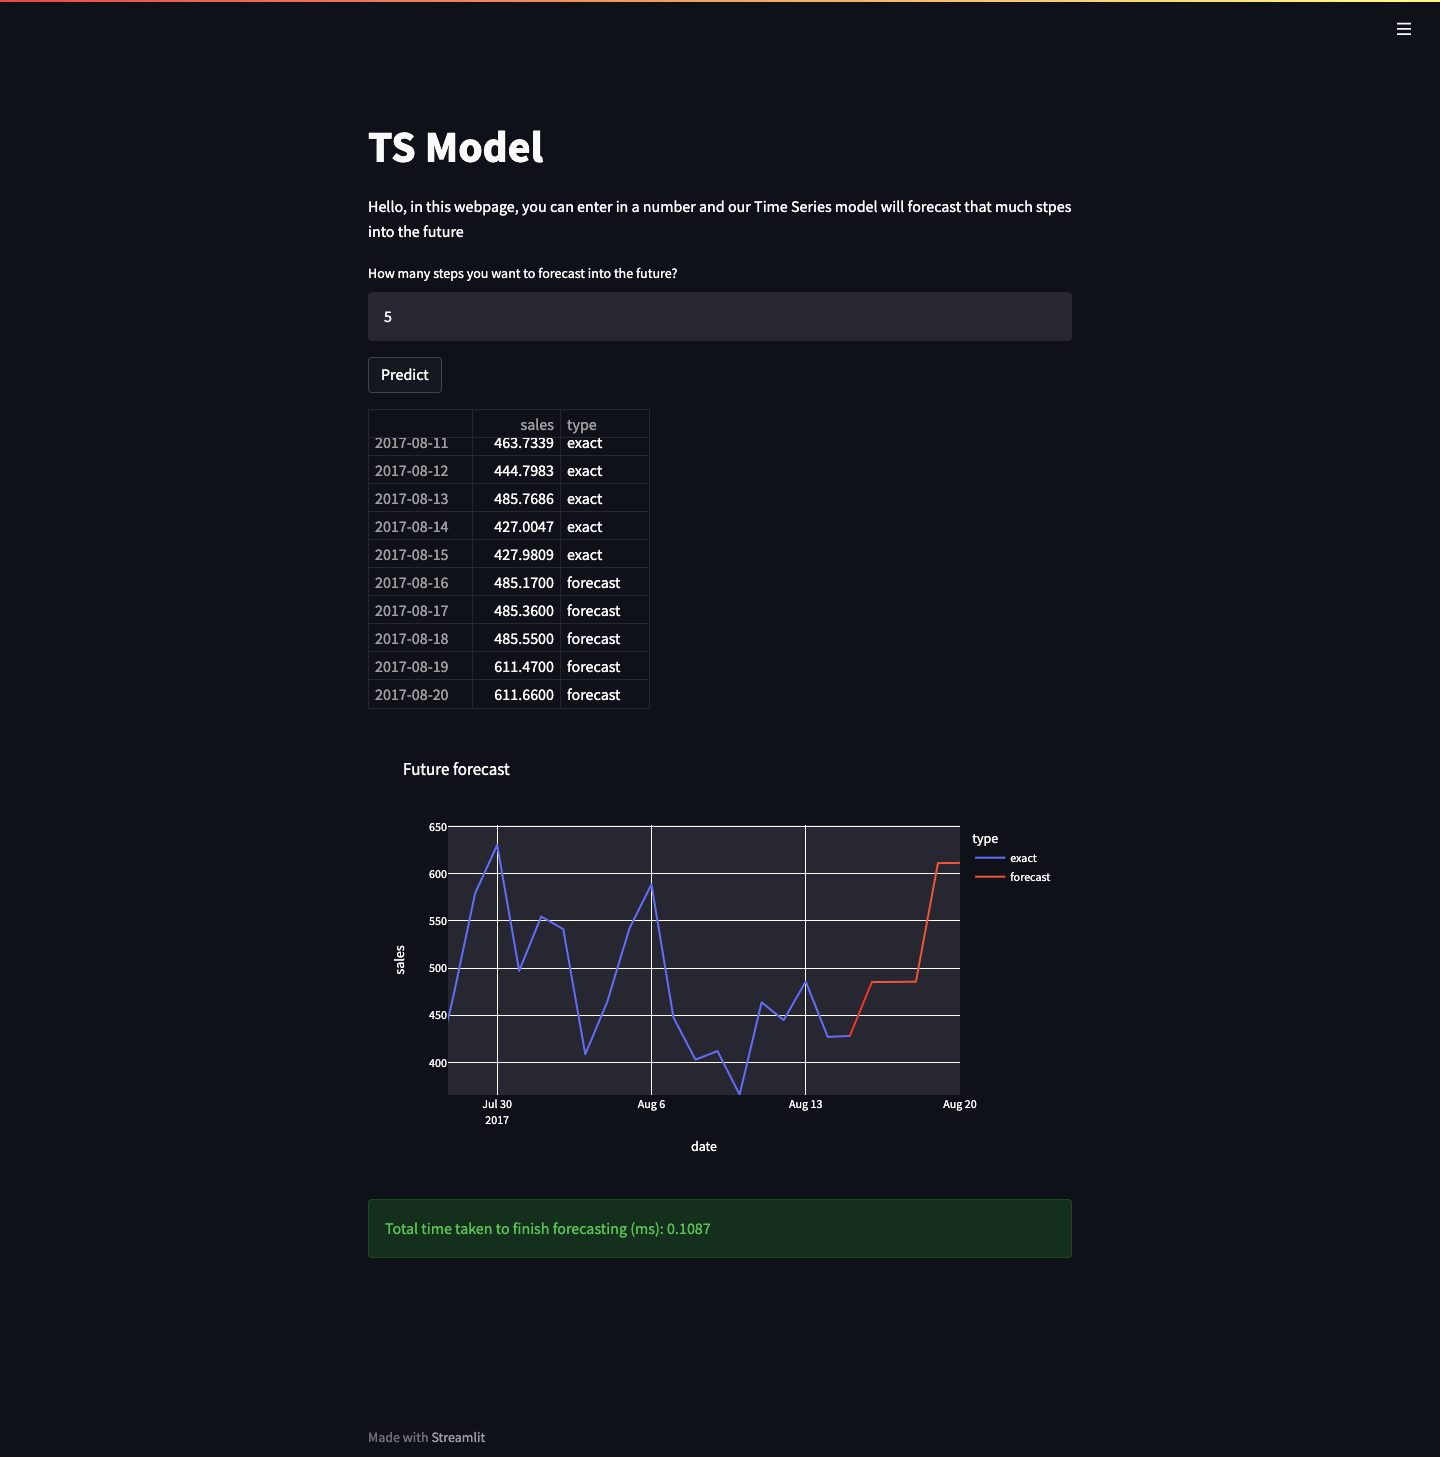 TS Model
Hello, in this webpage, you can enter in a number and our Time Series model will forecast that much stpes
into the future
How many steps you want to forecast into the future?
5
Predict
sales type
2017-08-11 463.7339 exact
2017-08-12 444.7983 exact
2017-08-13 485.7686 exact
2017-08-14 427.0047 exact
2017-08-15 427.9809 exact
2017-08-16 485.1700 forecast
2017-08-17 485.3600 forecast
2017-08-18 485.5500 forecast
2017-08-19 611.4700 forecast
2017-08-20 611.6600 forecast
Future forecast
650
600
550
500
450
400
sales
Jul 30 Aug 6 Aug 13 Aug 20
2017
date
type
exact
forecast
Total time taken to finish forecasting (ms): 0.1087
Made with Streamlit